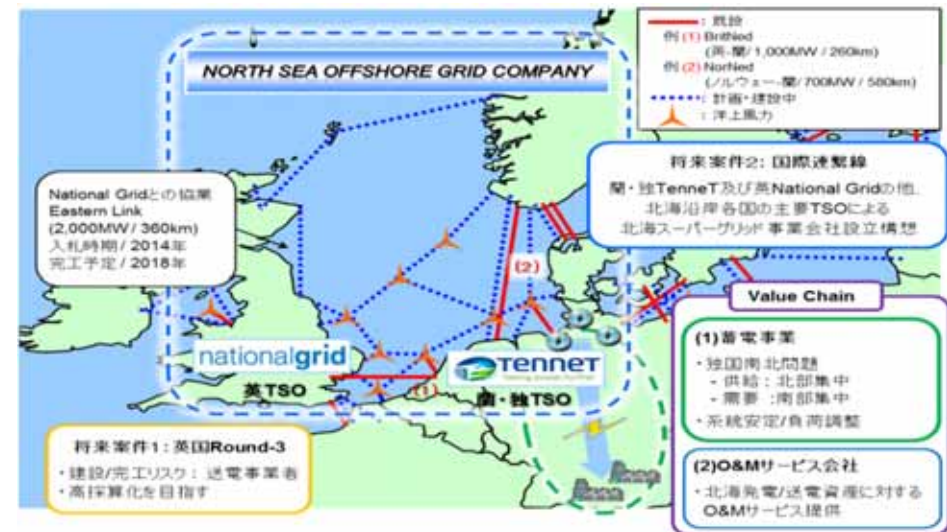 NORTH SEA OFFSHORE GRID COMPANY
: 既設
例 (1) BritNed
(英-蘭/ 1,000MW / 260km)
例 (2) NorNed
(ノルウェー-蘭/ 700MW / 580km)
: 計画・建設中
: 洋上風力
National Gridとの協業
Eastern Link
(2,000MW / 360km)
入札時期 / 2014年
完工予定 / 2018年
将来案件2: 国際連繫線
蘭・独TenneT及び英National Gridの他、
北海沿岸各国の主要TSOによる
北海スーパーグリッド事業会社設立構想
(2)
nationalgrid
英TSO
(1)
TENNET
蘭・独TSO
Value Chain
(1)蓄電事業
・独国南北問題
- 供給: 北部集中
- 需要 :南部集中
・系統安定/負荷調整
(2)O&Mサービス会社
・北海発電/送電資産に対する
O&Mサービス提供
将来案件1: 英国Round-3
・建設/完工リスク: 送電事業者
・高採算化を目指す